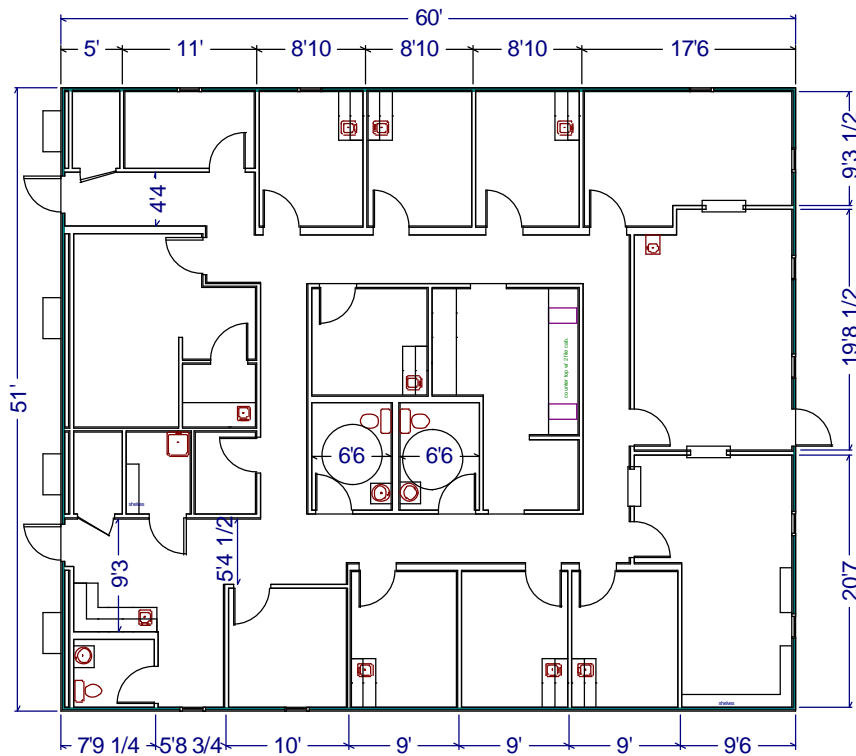 60'
5' 11' 8'10 8'10 8'10 17'6
9'3 1/2
4'4
51'
19'8 1/2
counter top w/ 2 file cab.
6'6 6'6
shelves
9'3
5'4 1/2
20'7
shelves
7'9 1/4 5'8 3/4 10' 9' 9' 9' 9'6